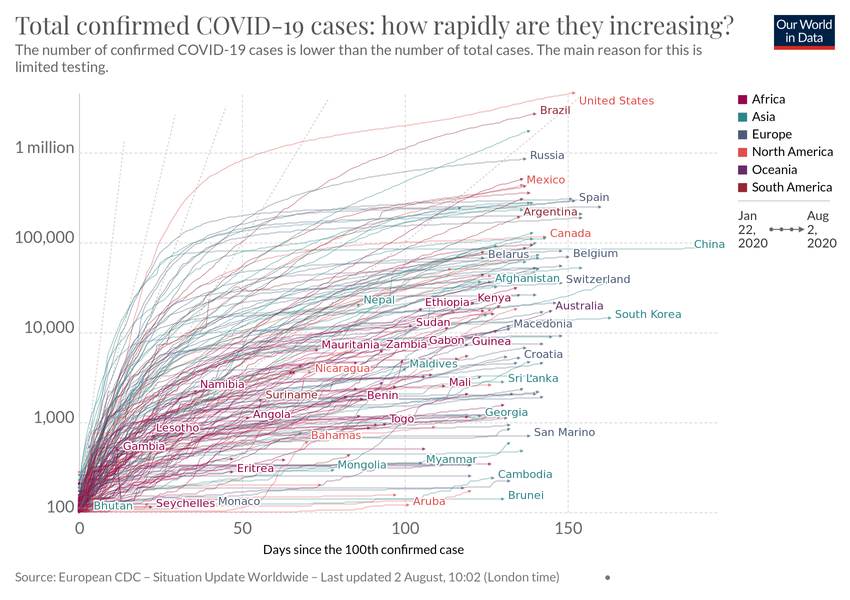 Total confirmed COVID-19 cases: how rapidly are they increasing?
The number of confirmed COVID-19 cases is lower than the number of total cases. The main reason for this is
limited testing.
Our World
in Data
United States
Brazil
1 million
Russia
Mexico
Spain
Argentina
Canada
100,000
China
Belarus
Belgium
Afghanistan
Switzerland
Nepal
Ethiopia
Kenya
Australia
South Korea
Sudan
Macedonia
10,000
Mauritania
Zambia
Gabon
Guinea
Croatia
Nicaragua
Maldives
Namibia
Mali
Sri Lanka
Suriname
Benin
Angola
Togo
Georgia
1,000
Lesotho
Bahamas
San Marino
Gambia
Eritrea
Mongolia
Myanmar
Cambodia
Brunei
100
Bhutan
Seychelles
Monaco
Aruba
0
50
100
150
Days since the 100th confirmed case
Africa
Asia
Europe
North America
Oceania
South America
Jan
22,
2020
Aug
2,
2020
Source: European CDC – Situation Update Worldwide – Last updated 2 August, 10:02 (London time)